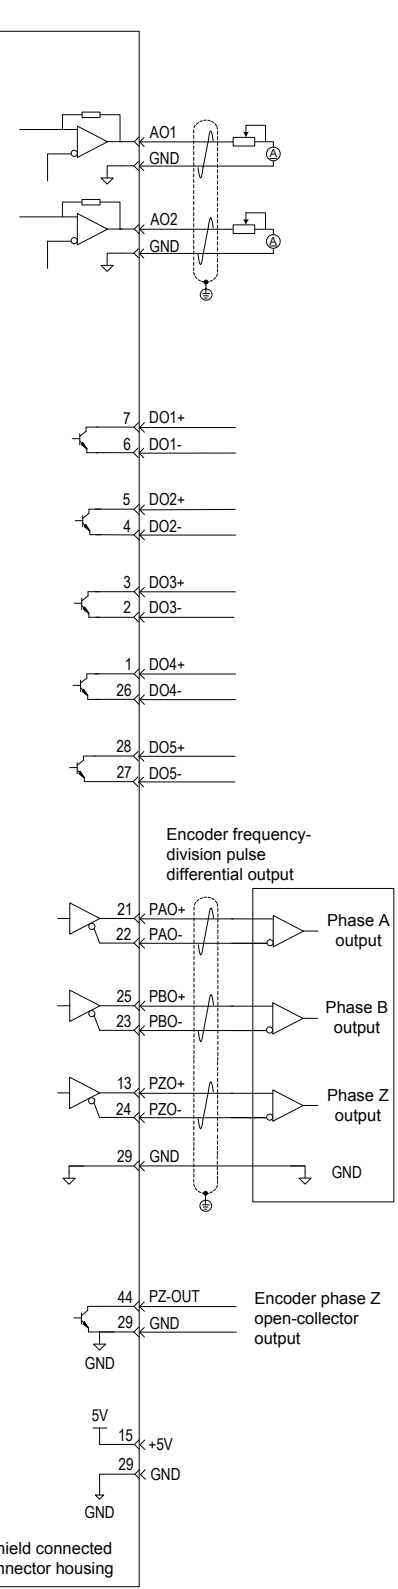 AO1
A
GND
AO2
A
GND
7 DO1+
6 DO1-
5 DO2+
4 DO2-
3 DO3+
2 DO3-
1 DO4+
26 DO4-
28 DO5+
27 DO5-
Encoder frequency-
division pulse
differential output
21 PAO+
22 PAO-
Phase A
output
25 PBO+
23 PBO-
Phase B
output
13 PZO+
24 PZO-
Phase Z
output
29 GND
GND
44 PZ-OUT
29 GND
GND
Encoder phase Z
open-collector
output
5V
15 +5V
29 GND
GND
connected
housing